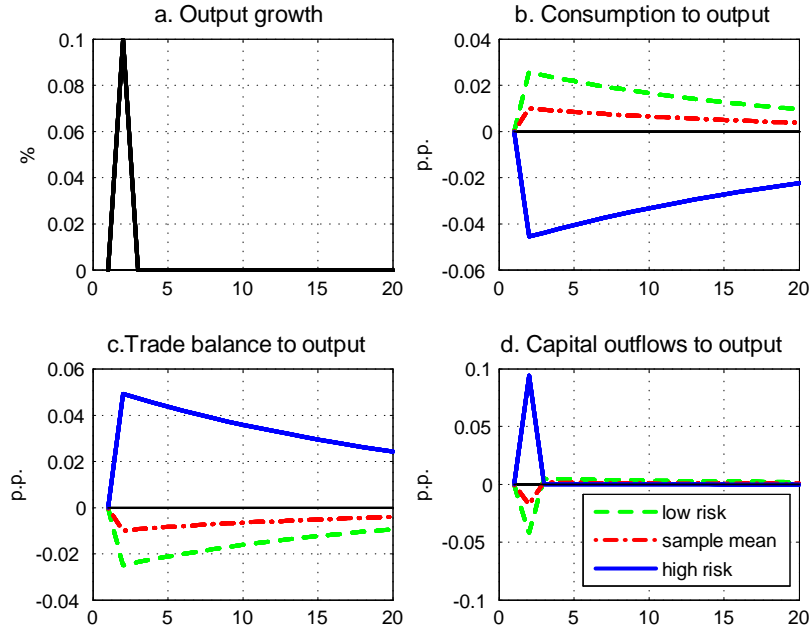 a. Output growth
0.1
0.08
0.06
0.04
0.02
0
%
0 5 10 15 20
b. Consumption to output
0.04
0.02
0
-0.02
-0.04
-0.06
p.p.
0 5 10 15 20
c.Trade balance to output
0.06
0.04
0.02
0
-0.02
-0.04
p.p.
0 5 10 15 20
d. Capital outflows to output
0.1
0.05
0
-0.05
-0.1
p.p.
0 5 10 15 20
low risk
sample mean
high risk